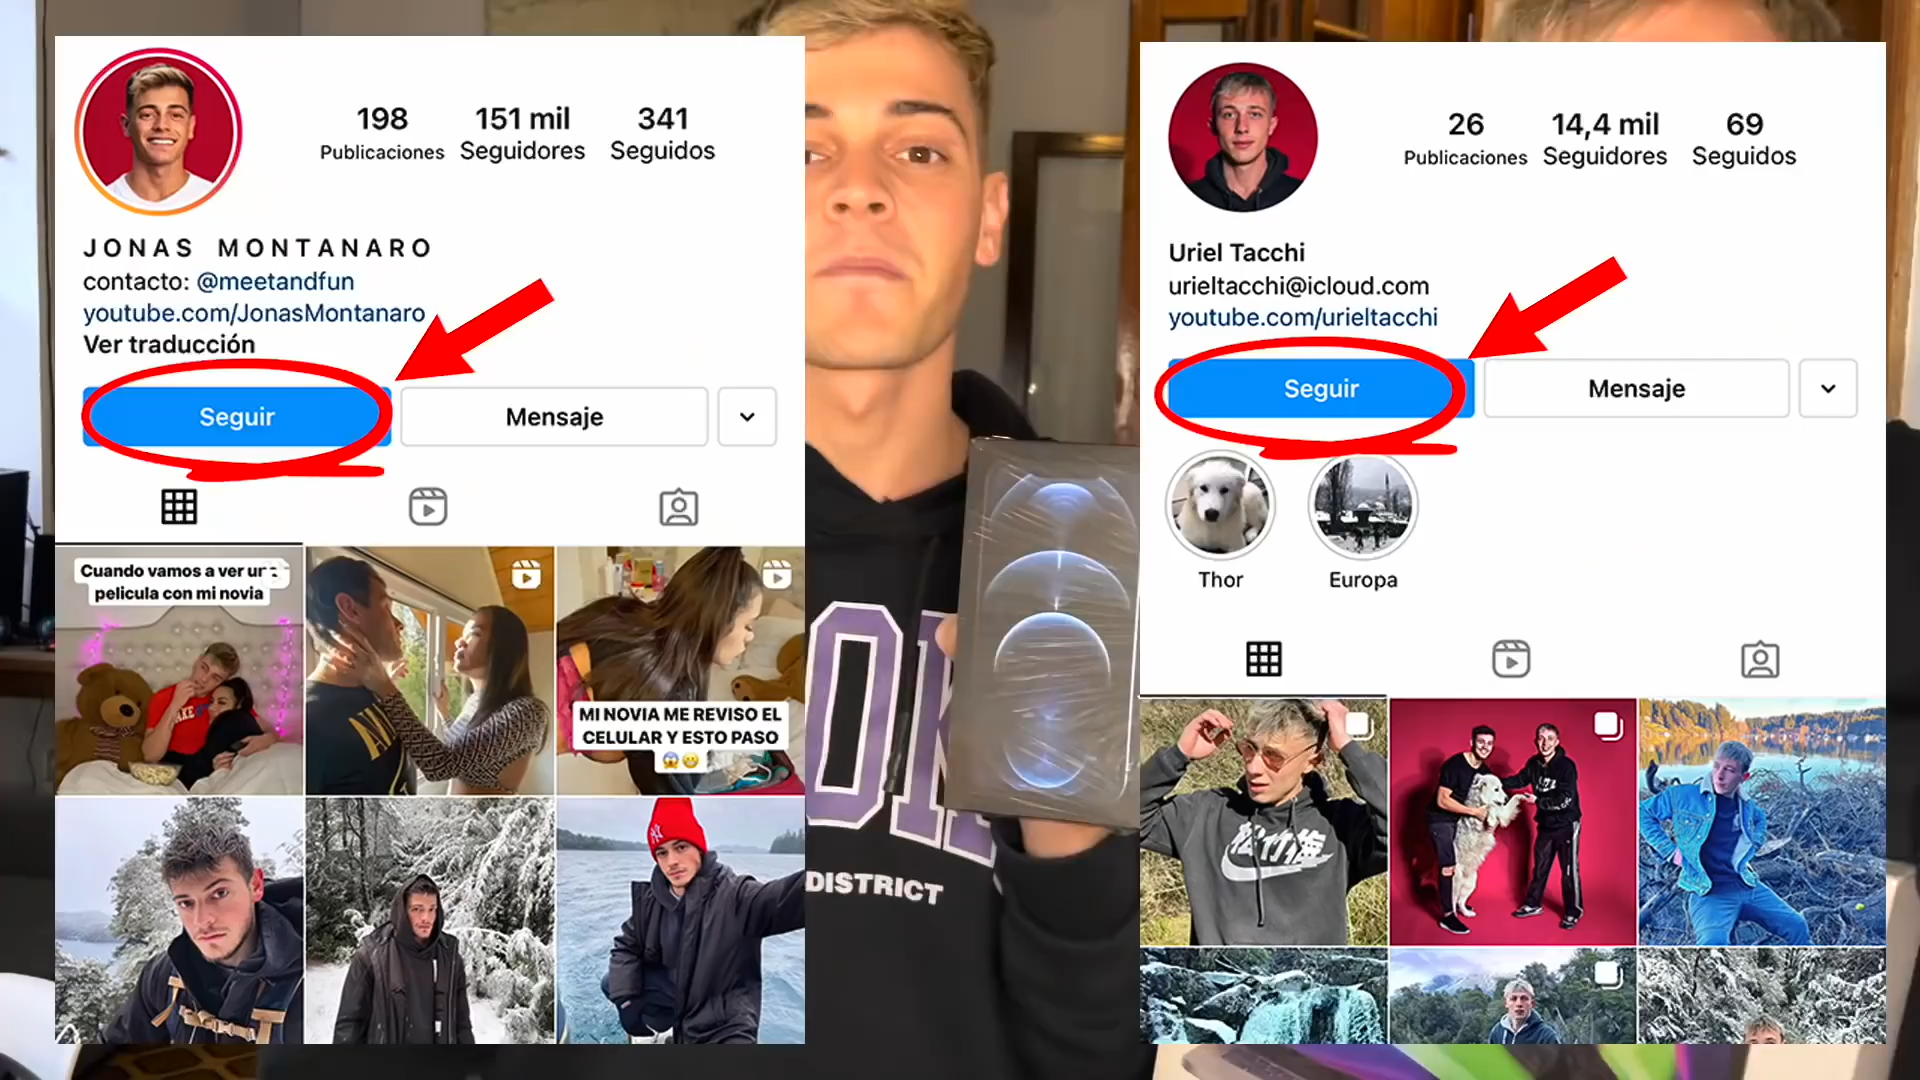 198
151 mil
341
Publicaciones
Seguidores
Seguidos
JONAS MONTANARO
contacto: @meetandfun
youtube.com/JonasMontanaro
Ver traducción
Seguir
Mensaje
Cuando vamos a ver
pelicula con mi novia
MI NOVIA ME REVISO EL
CELULAR Y ESTO PASO
DISTRICT
26
14,4 mil
69
Publicaciones
Seguidores
Seguidos
Uriel Tacchi
urieltacchi@icloud.com
youtube.com/urieltacchi
Seguir
Mensaje
Thor
Europa